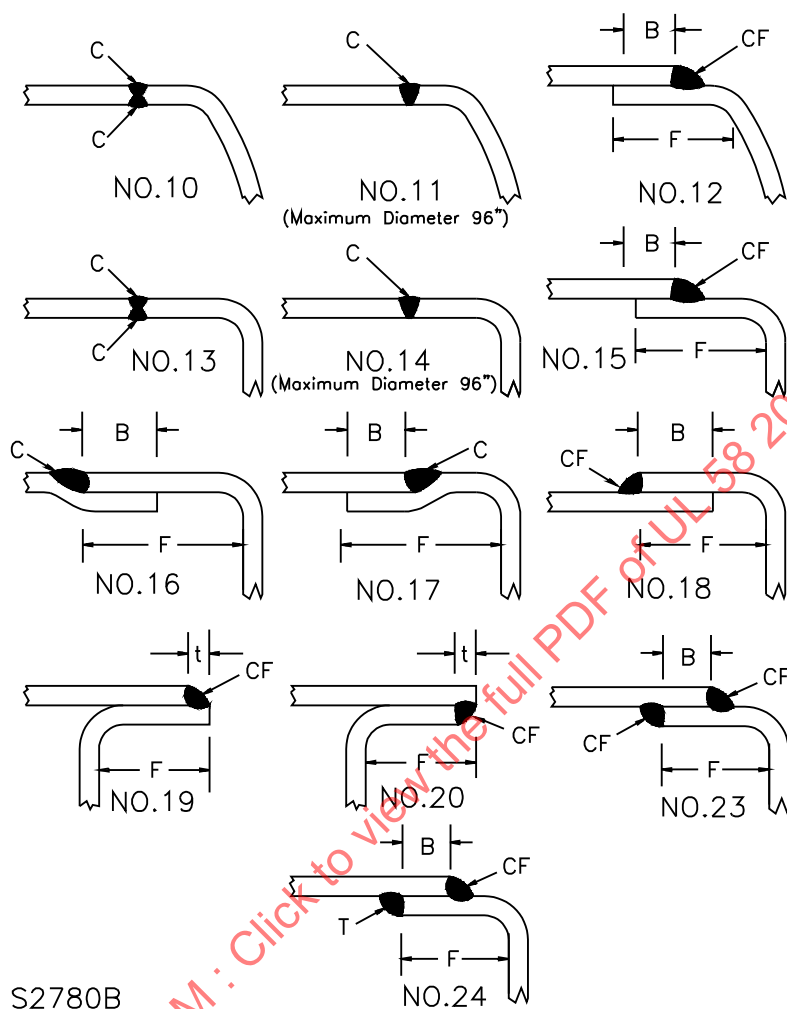 C
C
NO.10
C
NO.11
(Maximum Diameter 96")
B
CF
F
NO.12
C
C
NO.13
C
NO.14
(Maximum Diameter 96")
B
CF
F
NO.15
C
B
F
NO.16
B
C
F
NO.17
CF
B
F
NO.18
t
CF
F
NO.19
t
CF
F
NO.20
B
CF
CF
F
NO.23
B
CF
T
F
NO.24
S2780B
M : Click to view the full PDF of UL 58 20